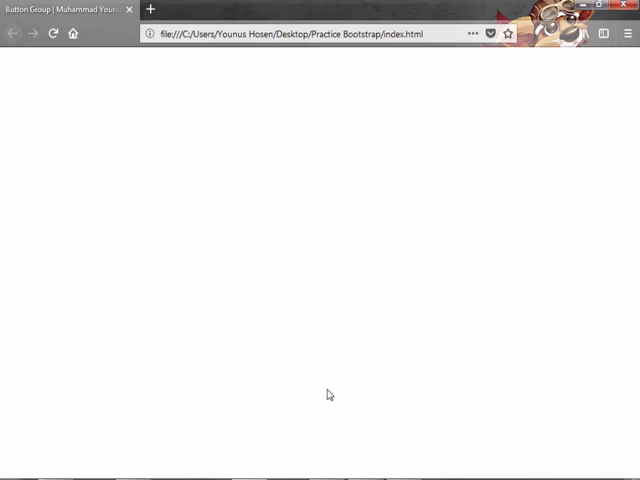 Button Group | Muhammad Youn
file:///C:/Users/Younus Hosen/Desktop/Practice Bootstrap/index.html